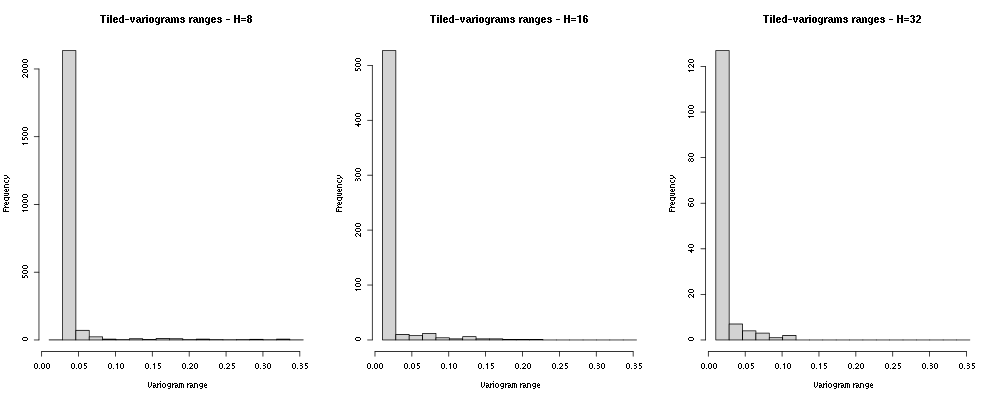 Tiled-variograms ranges - H=8
Frequency
2000
1500
1000
500
0
0.00 0.05 0.10 0.15 0.20 0.25 0.30 0.35
Variogram range
Tiled-variograms ranges - H=16
Frequency
500
400
300
200
100
0
0.00 0.05 0.10 0.15 0.20 0.25 0.30 0.35
Variogram range
Tiled-variograms ranges - H=32
Frequency
120
100
80
60
40
20
0
0.00 0.05 0.10 0.15 0.20 0.25 0.30 0.35
Variogram range